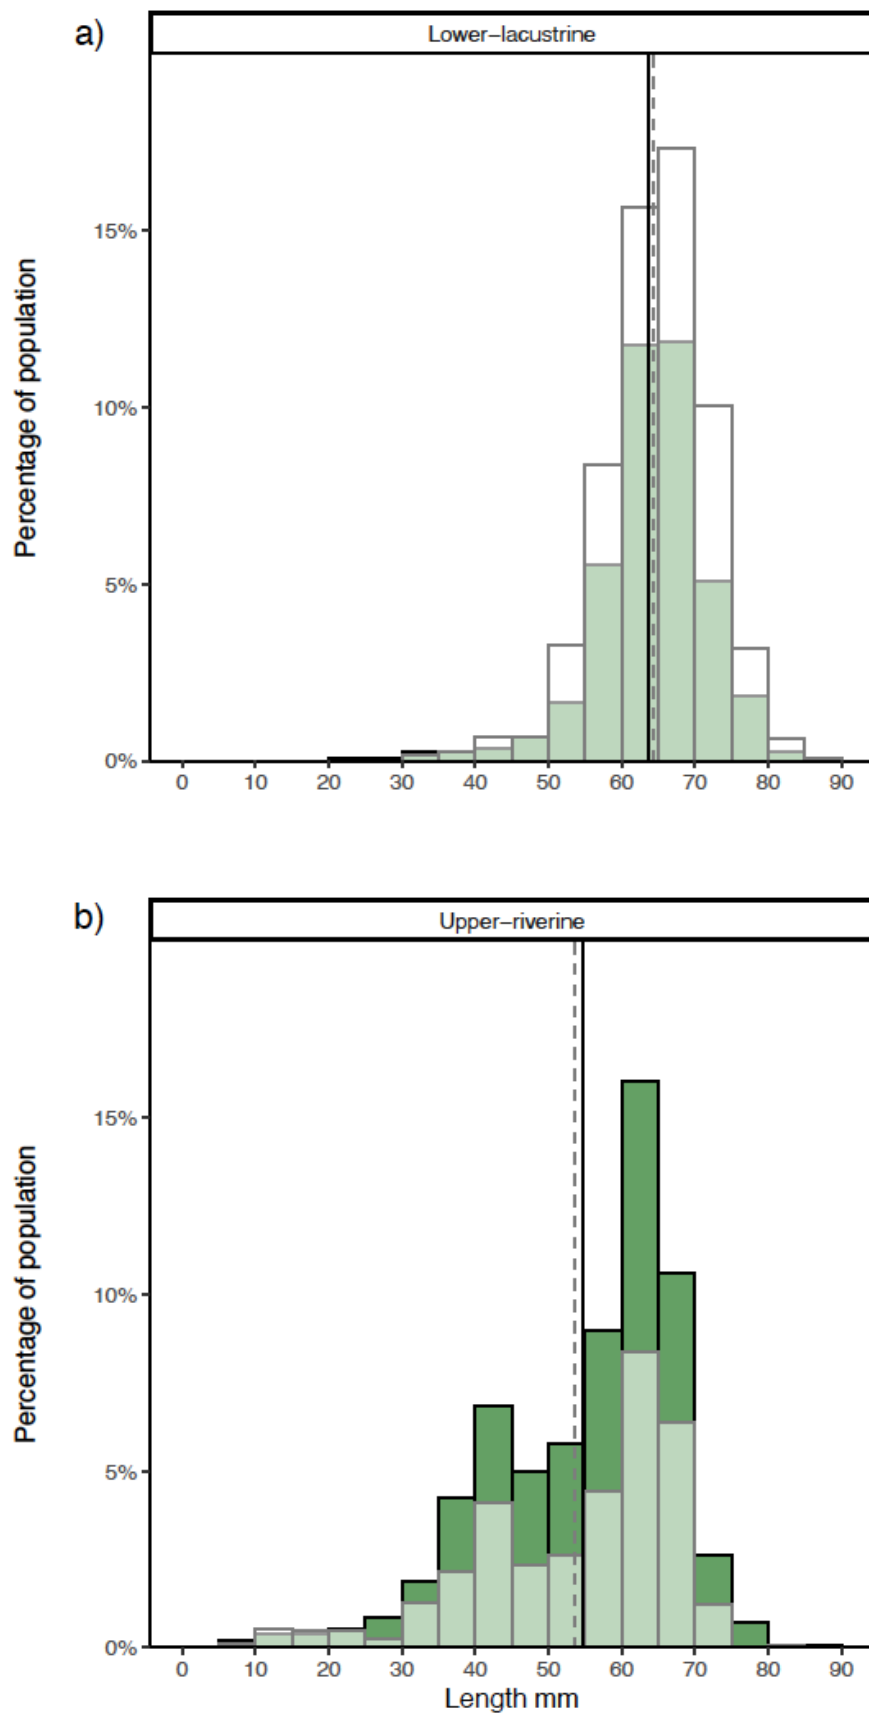 a)
Lower–lacustrine
Percentage of population
15%
10%
5%
0%
0 10 20 30 40 50 60 70 80 90
b)
Upper–riverine
Percentage of population
15%
10%
5%
0%
0 10 20 30 40 50 60 70 80 90
Length mm